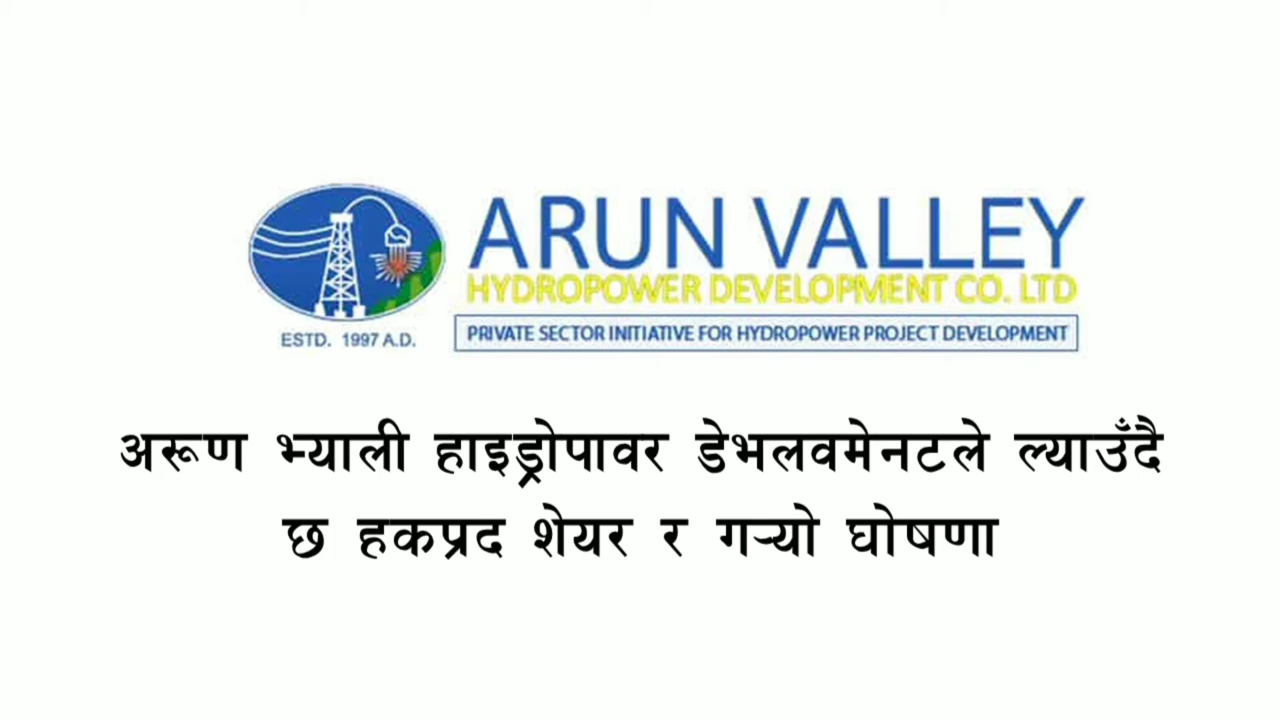 ARUN VALLEY
HYDROPOWER DEVELOPMENT CO. LTD
ESTD. 1997 A.D.
PRIVATE SECTOR INITIATIVE FOR HYDROPOWER PROJECT DEVELOPMENT
अरूण भ्याली हाइड्रोपावर डेभलवमेनटले ल्याउँदै
छ हकप्रद शेयर र गर्‍यो घोषणा